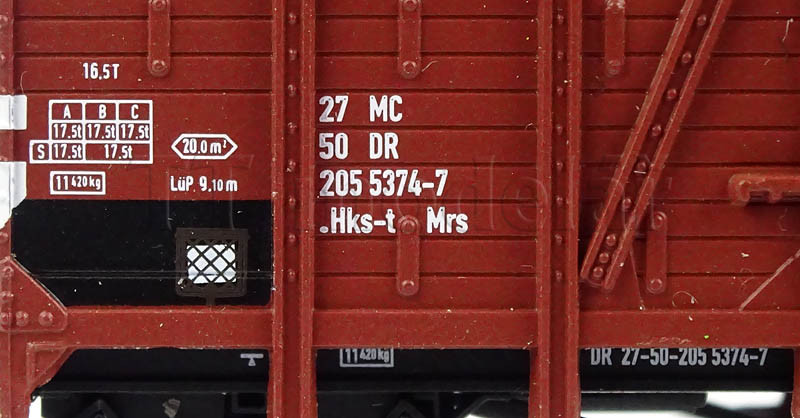 16.5T
A B C
17.5t 17.5t 17.5t
S 17.5t 17.5t
20.0 m²
11 420 kg
LüP 9.10 m
27 MC
50 DR
205 5374-7
.Hks-t Mrs
11 420 kg
DR 27-50-205 5374-7